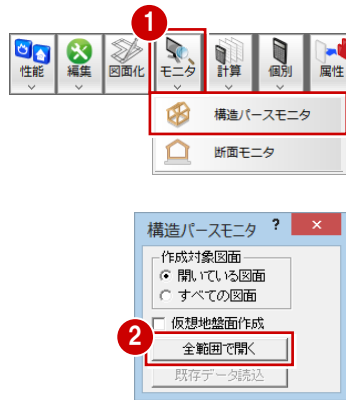 1
性能 編集 図面化 モニタ 計算 個別 属性
構造パースモニタ
断面モニタ
構造パースモニタ ? ×
作成対象図面
開いている図面
すべての図面
仮想地盤面作成
2
全範囲で開く
既存データ読込